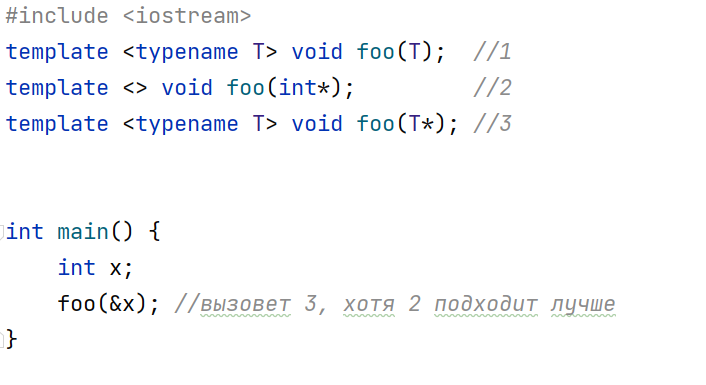 #include <iostream>
template <typename T> void foo(T);  //1
template <> void foo(int*);         //2
template <typename T> void foo(T*); //3
int main() {
    int x;
    foo(&x); //вызовет 3, хотя 2 подходит лучше
}